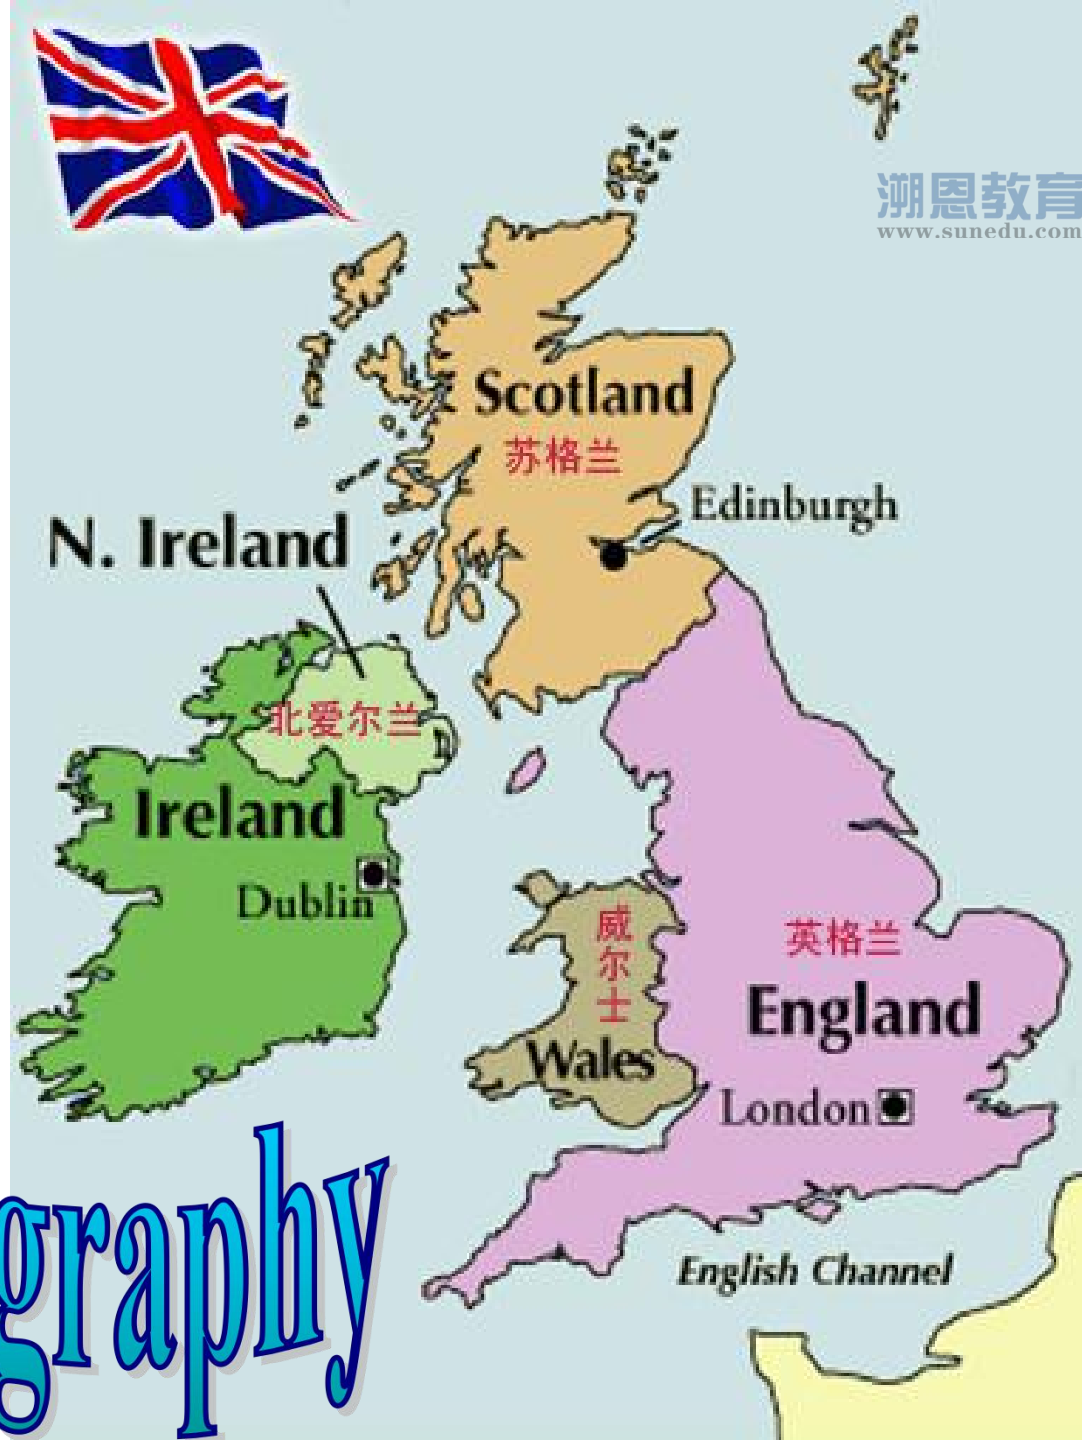 溯恩教育
www.sunedu.com
Scotland
苏格兰
Edinburgh
N. Ireland
北爱尔兰
Ireland
Dublin
威尔士
Wales
英格兰
England
London
English Channel
graphy